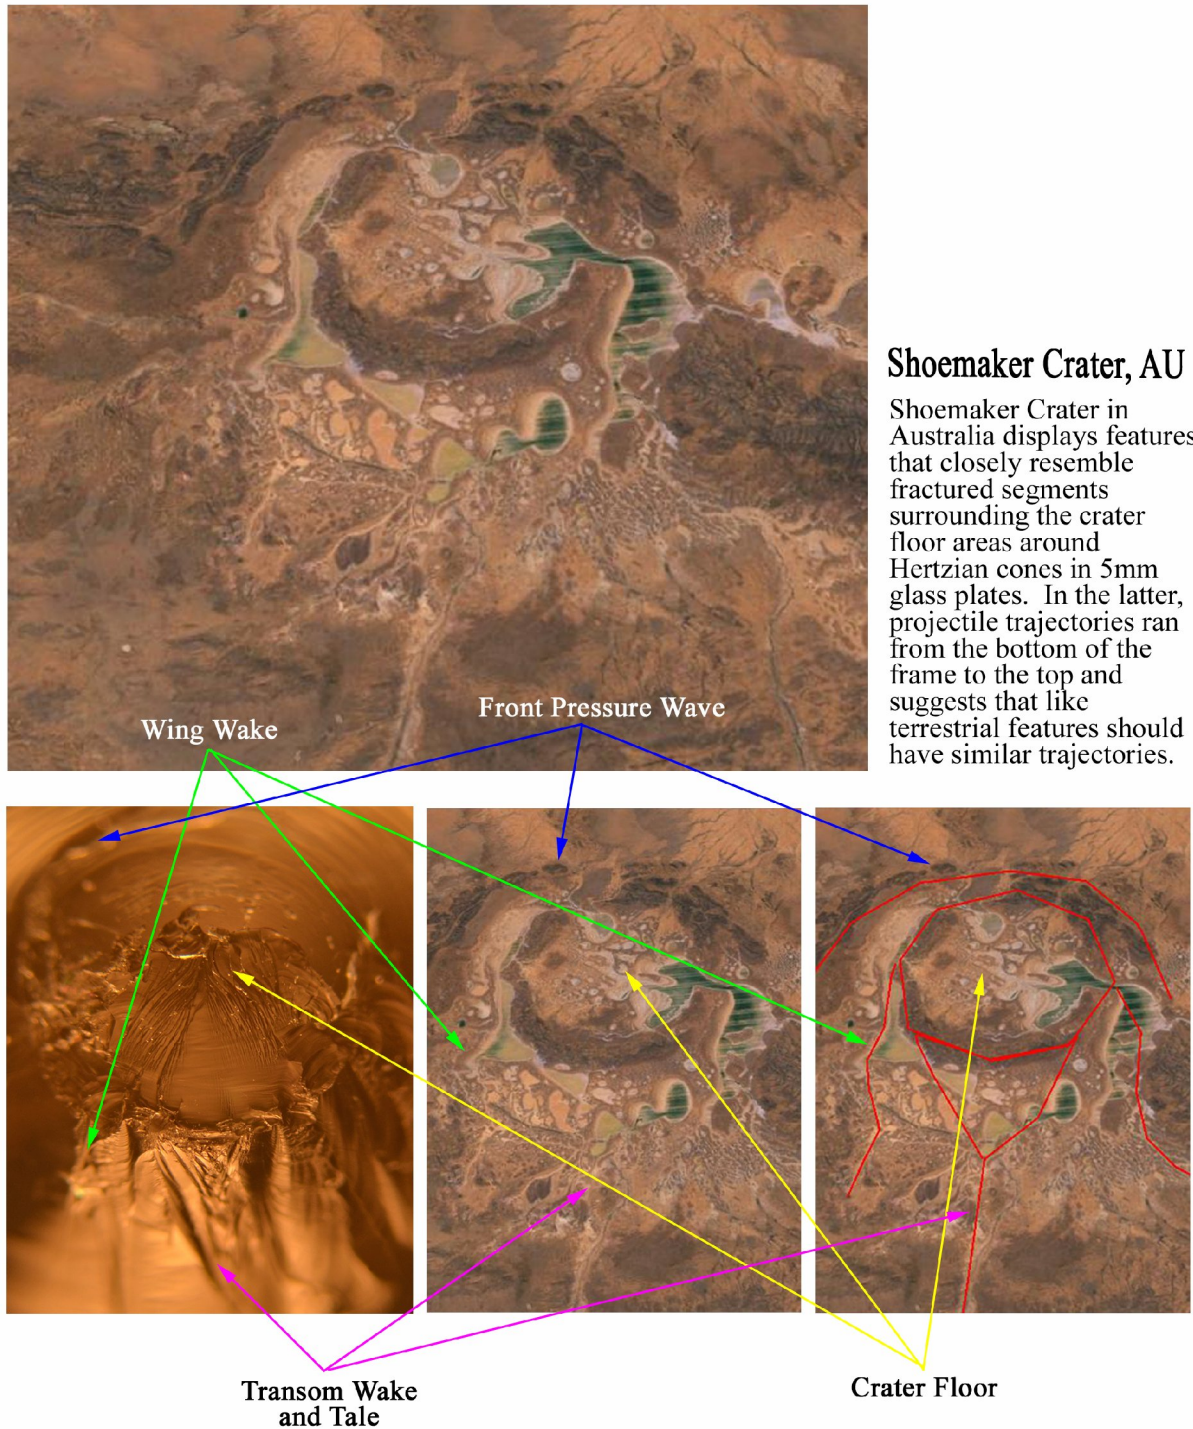 Shoemaker Crater, AU
Shoemaker Crater in
Australia displays features
that closely resemble
fractured segments
surrounding the crater
floor areas around
Hertzian cones in 5mm
glass plates.  In the latter,
projectile trajectories ran
from the bottom of the
frame to the top and
suggests that like
terrestrial features should
have similar trajectories.
Wing Wake
Front Pressure Wave
Transom Wake
and Tale
Crater Floor